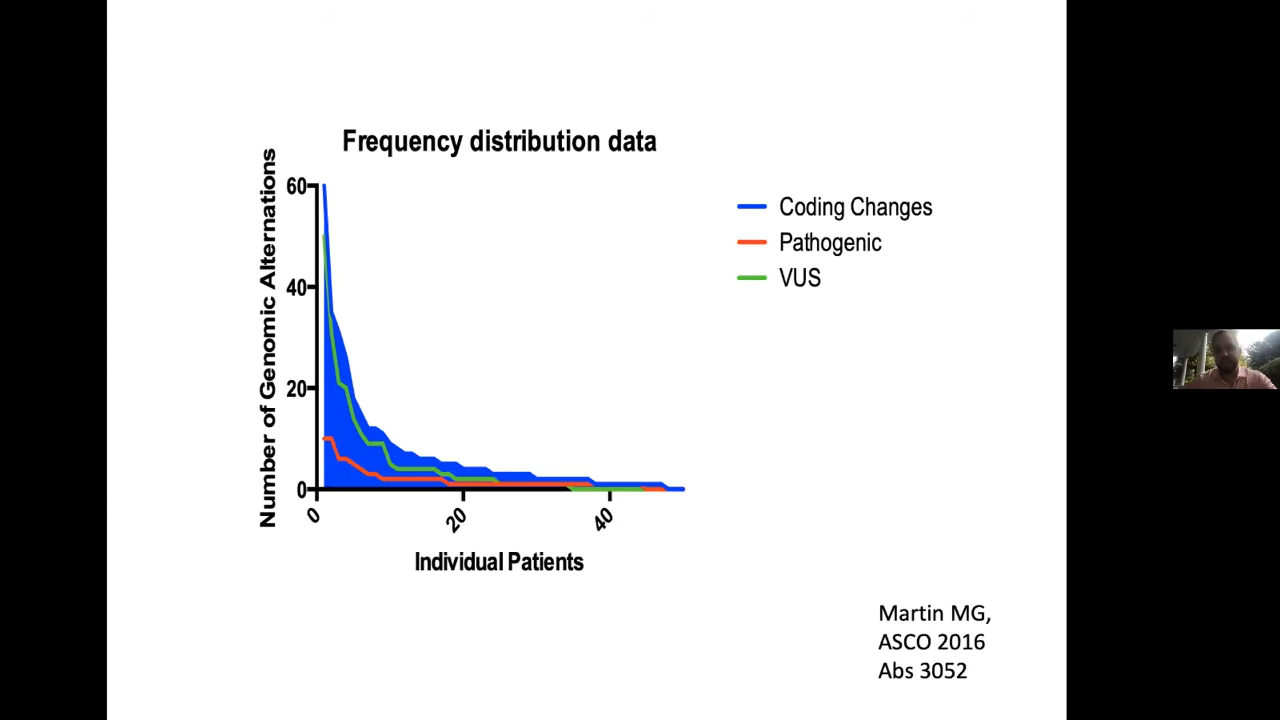 Frequency distribution data
Number of Genomic Alternations
60
40
20
0
0
20
40
Individual Patients
Coding Changes
Pathogenic
VUS
Martin MG,
ASCO 2016
Abs 3052